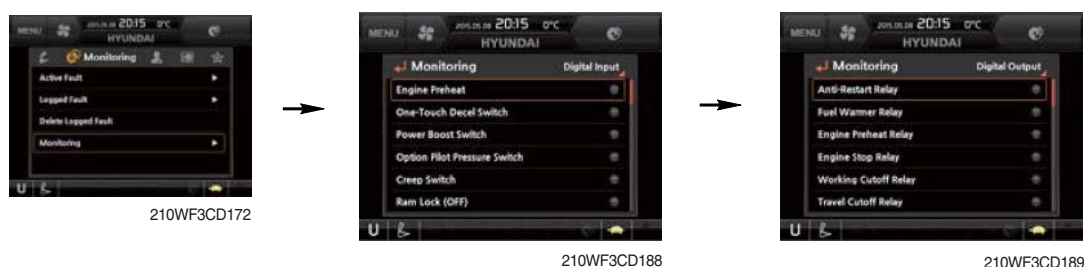 MENU
2015.05.08 20:15 0°C
HYUNDAI
Monitoring
Active Fault
Logged Fault
Delete Logged Fault
Monitoring
U
210WF3CD172
MENU
2015.05.08 20:15 0°C
HYUNDAI
Monitoring Digital Input
Engine Preheat
One-Touch Decel Switch
Power Boost Switch
Option Pilot Pressure Switch
Creep Switch
Ram Lock (OFF)
U
210WF3CD188
MENU
2015.05.08 20:15 0°C
HYUNDAI
Monitoring Digital Output
Anti-Restart Relay
Fuel Warmer Relay
Engine Preheat Relay
Engine Stop Relay
Working Cutoff Relay
Travel Cutoff Relay
U
210WF3CD189